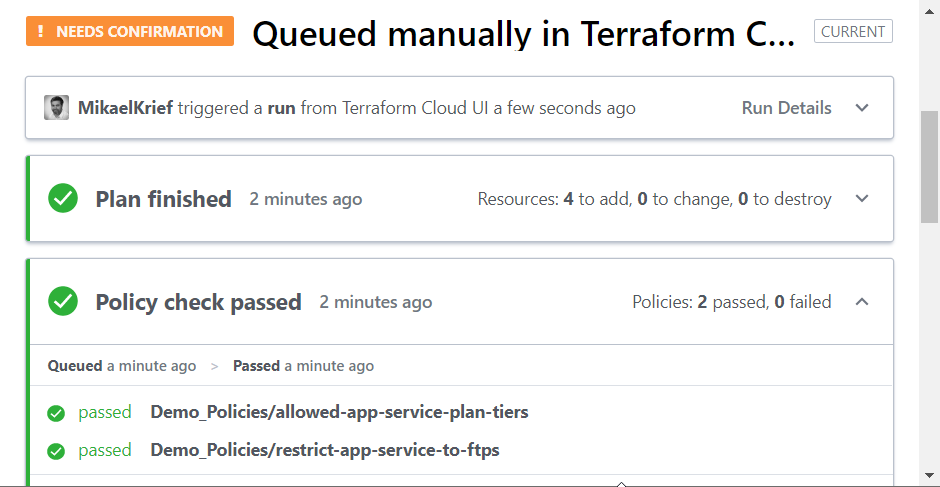 ! NEEDS CONFIRMATION Queued manually in Terraform C... CURRENT
MikaelKrief triggered a run from Terraform Cloud UI a few seconds ago Run Details
Plan finished 2 minutes ago Resources: 4 to add, 0 to change, 0 to destroy
Policy check passed 2 minutes ago Policies: 2 passed, 0 failed
Queued a minute ago > Passed a minute ago
passed Demo_Policies/allowed-app-service-plan-tiers
passed Demo_Policies/restrict-app-service-to-ftps